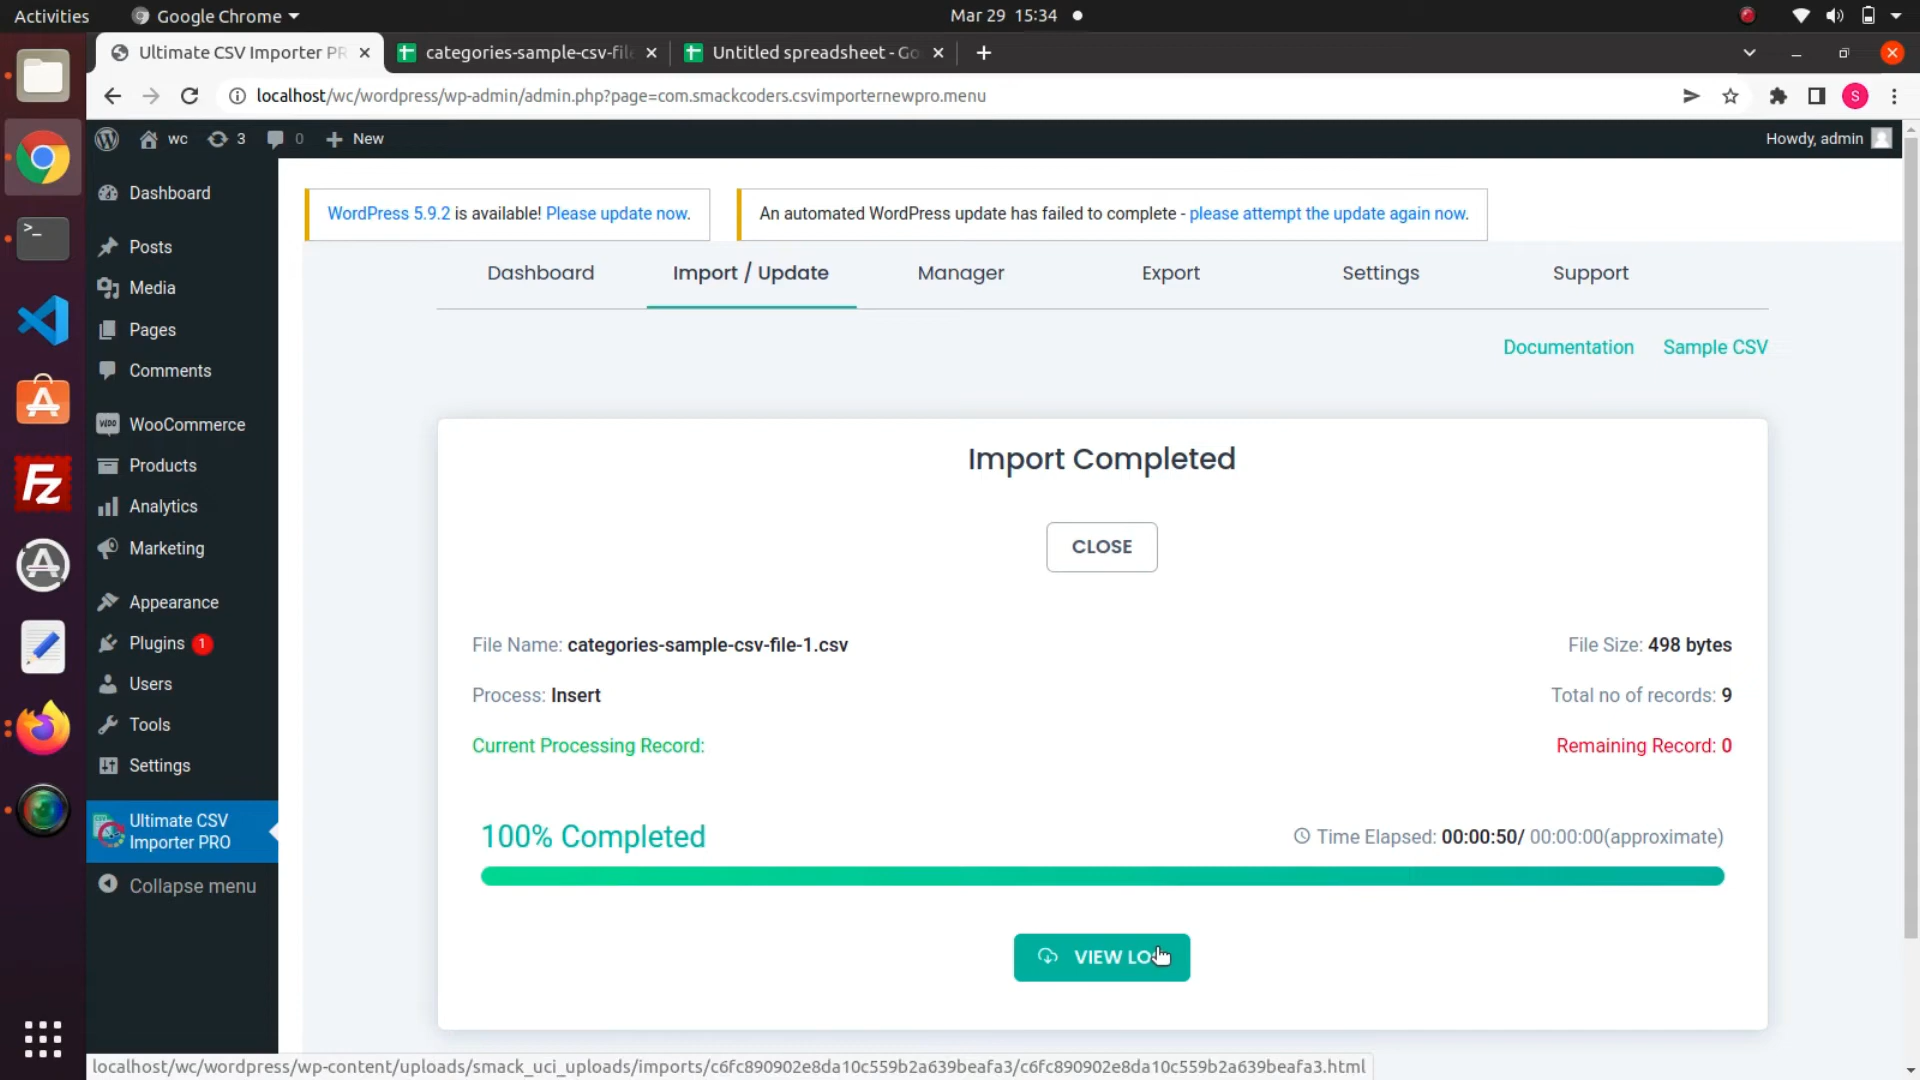 Activities
Google Chrome
Mar 29 15:34
Ultimate CSV Importer PR
categories-sample-csv-file
Untitled spreadsheet - Go
localhost/wc/wordpress/wp-admin/admin.php?page=com.smackcoders.csvimporternewpro.menu
S
wc
3
0
New
Howdy, admin
Dashboard
Posts
Media
Pages
Comments
WooCommerce
Products
Analytics
Marketing
Appearance
Plugins 1
Users
Tools
Settings
Ultimate CSV
Importer PRO
Collapse menu
WordPress 5.9.2 is available! Please update now.
An automated WordPress update has failed to complete - please attempt the update again now.
Dashboard
Import / Update
Manager
Export
Settings
Support
Documentation
Sample CSV
Import Completed
CLOSE
File Name: categories-sample-csv-file-1.csv
File Size: 498 bytes
Process: Insert
Total no of records: 9
Current Processing Record:
Remaining Record: 0
100% Completed
Time Elapsed: 00:00:50/ 00:00:00(approximate)
VIEW LO
localhost/wc/wordpress/wp-content/uploads/smack_uci_uploads/imports/c6fc890902e8da10c559b2a639beafa3/c6fc890902e8da10c559b2a639beafa3.html